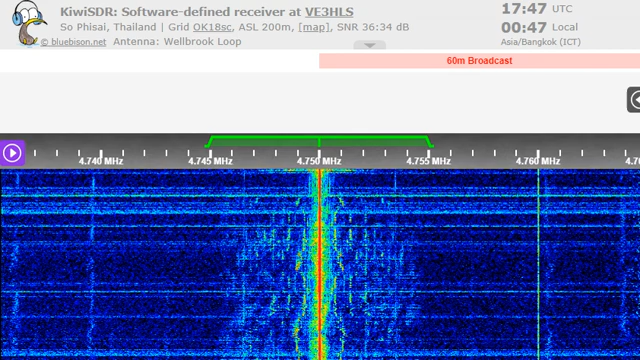 KiwiSDR: Software-defined receiver at VE3HLS
17:47 UTC
So Phisai, Thailand | Grid OK18sc, ASL 200m, [map], SNR 36:34 dB
00:47 Local
© bluebison.net Antenna: Wellbrook Loop
Asia/Bangkok (ICT)
60m Broadcast
4.740 MHz 4.745 MHz 4.750 MHz 4.755 MHz 4.760 MHz